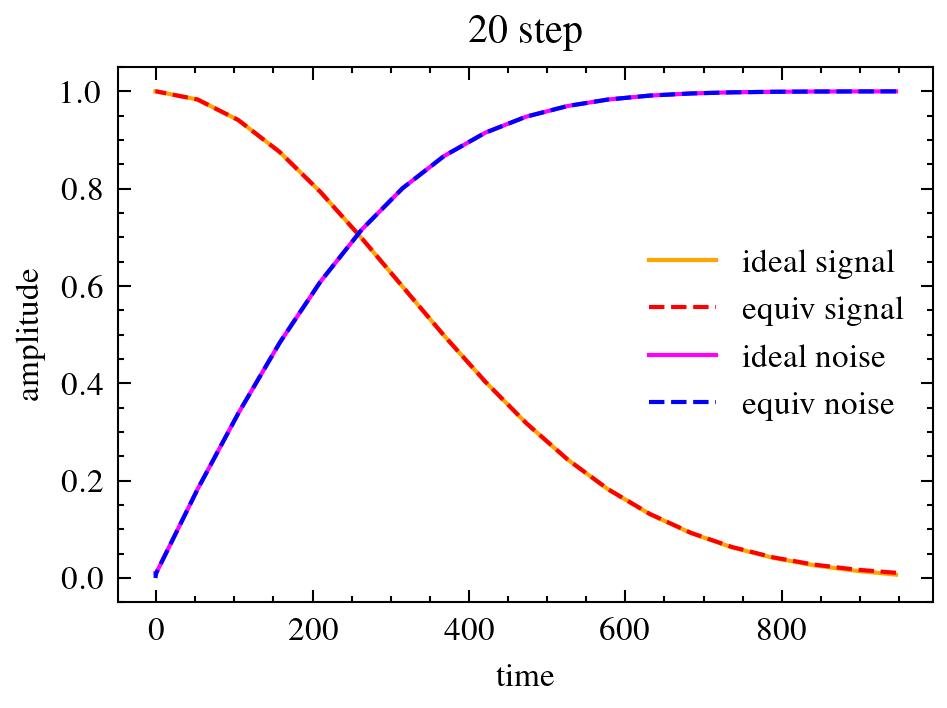 20 step
1.0
0.8
0.6
0.4
0.2
0.0
amplitude
ideal signal
equiv signal
ideal noise
equiv noise
0 200 400 600 800
time